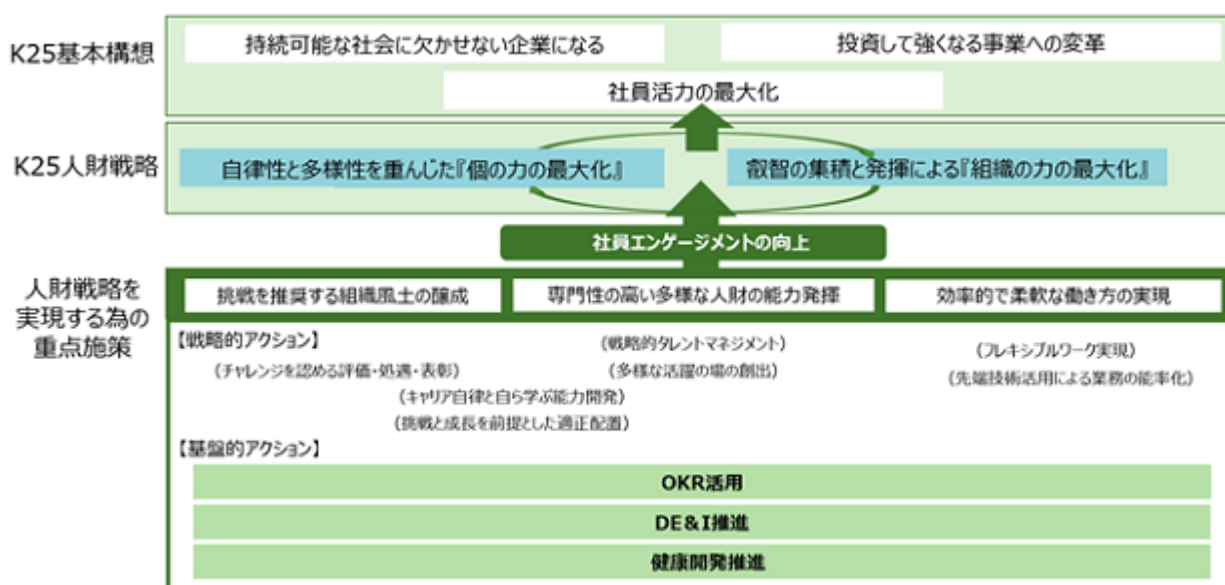 K25基本構想
持続可能な社会に欠かせない企業になる
投資して強くなる事業への変革
社員活力の最大化
K25人財戦略
自律性と多様性を重んじた『個の力の最大化』
叡智の集積と発揮による『組織の力の最大化』
社員エンゲージメントの向上
人財戦略を
実現する為の
重点施策
挑戦を推奨する組織風土の醸成
専門性の高い多様な人財の能力発揮
効率的で柔軟な働き方の実現
【戦略的アクション】
(チャレンジを認める評価・処遇・表彰)
(戦略的タレントマネジメント)
(多様な活躍の場の創出)
(キャリア自律と自ら学ぶ能力開発)
(挑戦と成長を前提とした適正配置)
(フレキシブルワーク実現)
(先端技術活用による業務の能率化)
【基盤的アクション】
OKR活用
DE&I推進
健康開発推進